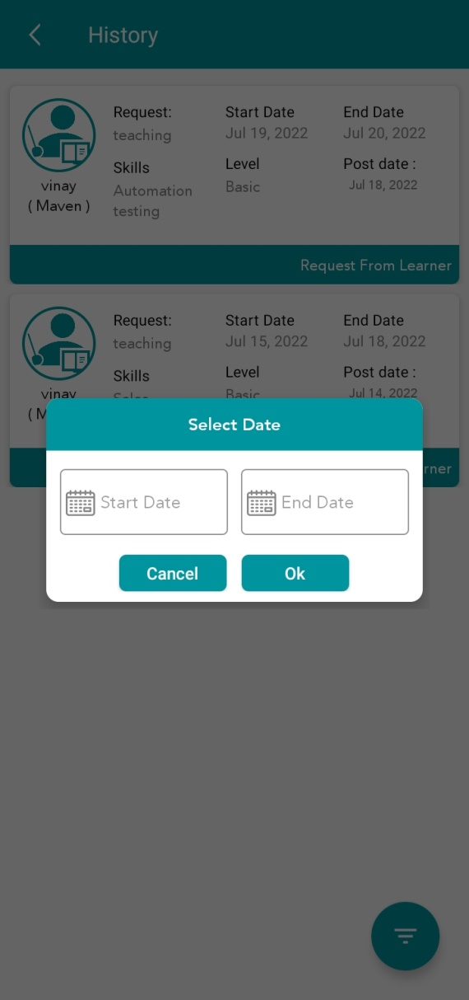 History
Request:
teaching
Start Date
Jul 19, 2022
End Date
Jul 20, 2022
Skills
Automation
testing
Level
Basic
Post date :
Jul 18, 2022
vinay
( Maven )
Request From Learner
Request:
teaching
Start Date
Jul 15, 2022
End Date
Jul 18, 2022
Skills
Level
Basic
Post date :
Jul 14, 2022
vinay
( M
rner
Select Date
Start Date
End Date
Cancel
Ok